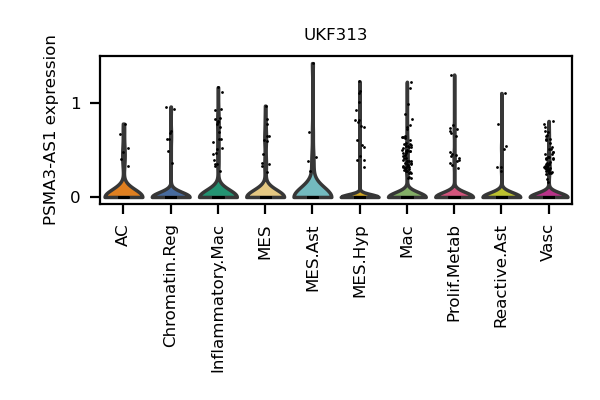 UKF313
PSMA3-AS1 expression
1
0
AC
Chromatin.Reg
Inflammatory.Mac
MES
MES.Ast
MES.Hyp
Mac
Prolif.Metab
Reactive.Ast
Vasc